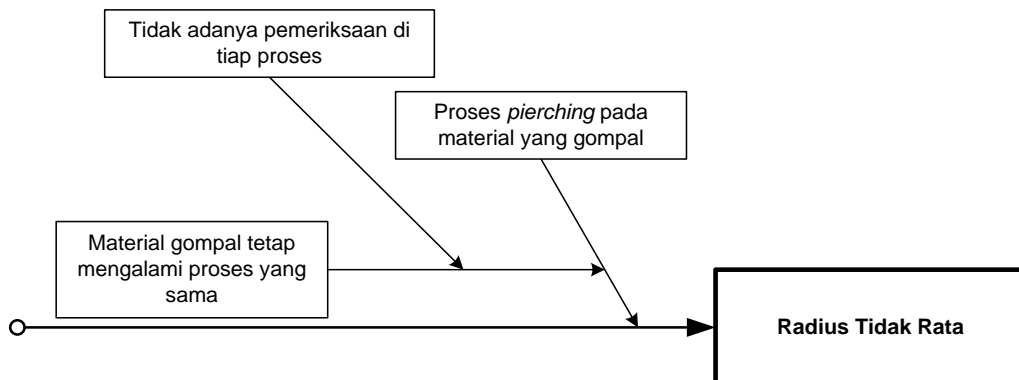 Tidak adanya pemeriksaan di
tiap proses
Proses pierching pada
material yang gompal
Material gompal tetap
mengalami proses yang
sama
Radius Tidak Rata